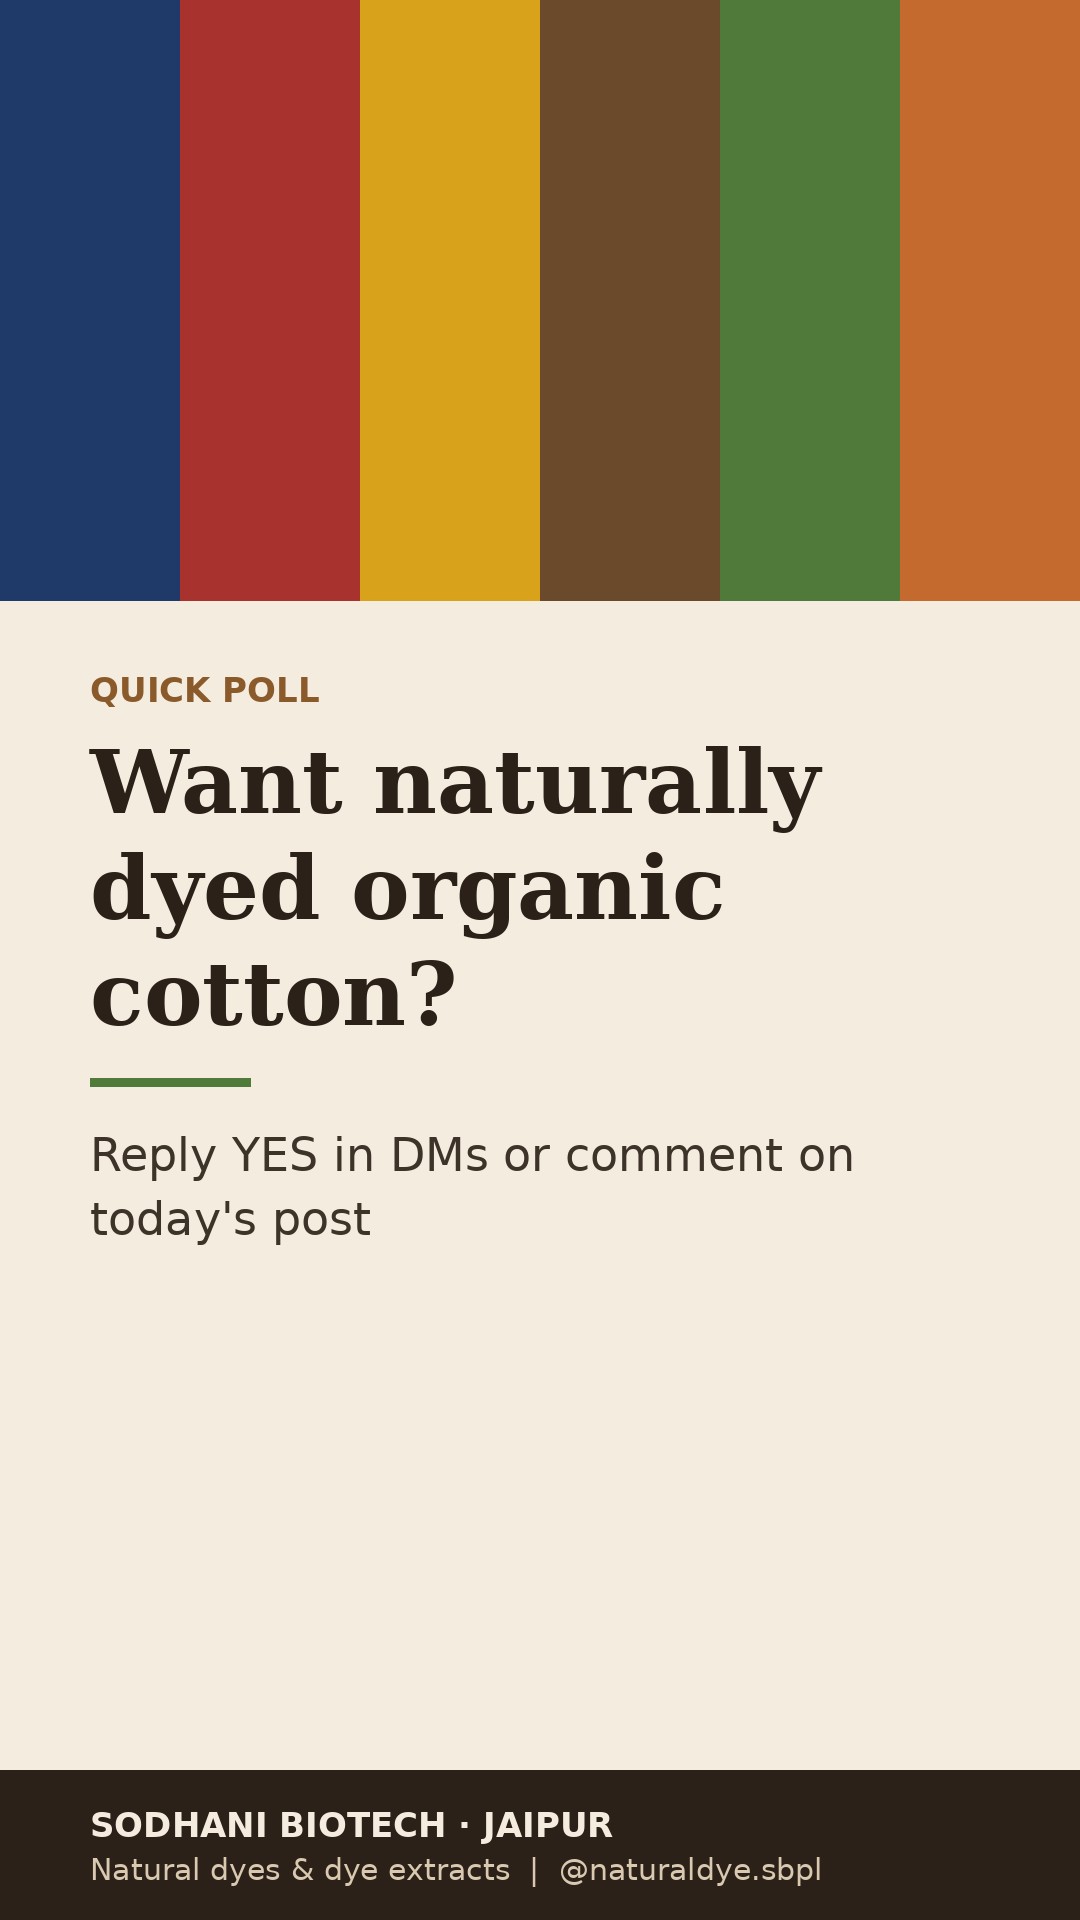 QUICK POLL
Want naturally
dyed organic
cotton?
Reply YES in DMs or comment on
today's post
SODHANI BIOTECH · JAIPUR
Natural dyes & dye extracts | @naturaldye.sbpl